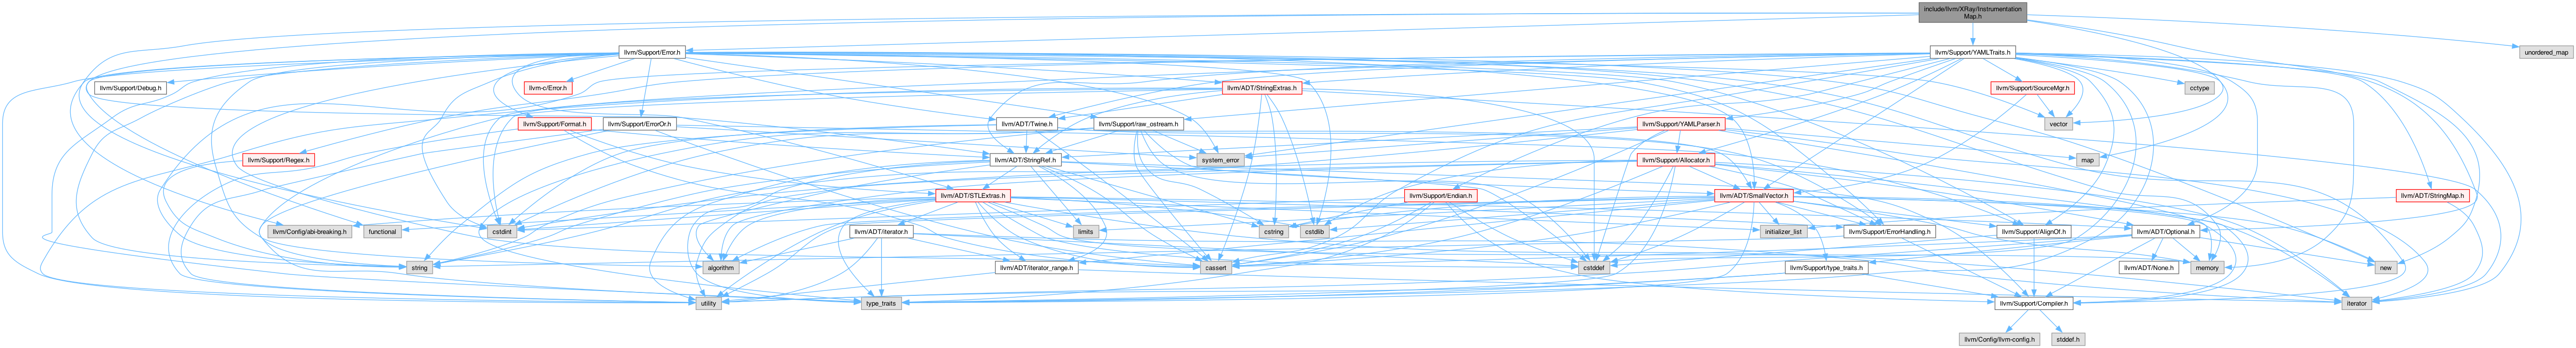 include/llvm/XRay/Instrumentation
Map.h
llvm/Support/Error.h
llvm/Support/YAMLTraits.h
unordered_map
llvm/Support/Debug.h
llvm-c/Error.h
llvm/ADT/StringExtras.h
llvm/Support/SourceMgr.h
cctype
llvm/Support/Format.h
llvm/Support/ErrorOr.h
llvm/ADT/Twine.h
llvm/Support/raw_ostream.h
llvm/Support/YAMLParser.h
vector
llvm/Support/Regex.h
llvm/ADT/StringRef.h
system_error
llvm/Support/Allocator.h
map
llvm/ADT/STLExtras.h
llvm/Support/Endian.h
llvm/ADT/SmallVector.h
llvm/ADT/StringMap.h
llvm/Config/abi-breaking.h
functional
cstdint
llvm/ADT/iterator.h
limits
cstring
cstdlib
initializer_list
llvm/Support/ErrorHandling.h
llvm/Support/AlignOf.h
llvm/ADT/Optional.h
string
algorithm
llvm/ADT/iterator_range.h
cassert
cstddef
llvm/Support/type_traits.h
llvm/ADT/None.h
memory
new
utility
type_traits
llvm/Support/Compiler.h
iterator
llvm/Config/llvm-config.h
stddef.h